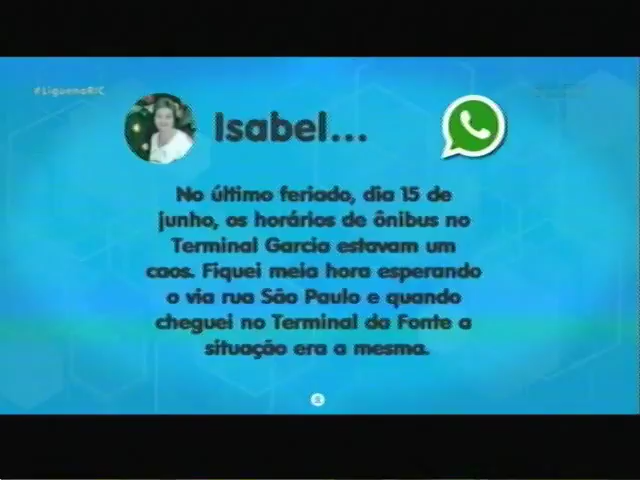 #LiguenaRIC
Isabel...
No último feriado, dia 15 de
junho, os horários de ônibus no
Terminal Garcia estavam um
caos. Fiquei meia hora esperando
o via rua São Paulo e quando
cheguei no Terminal da Fonte a
situação era a mesma.